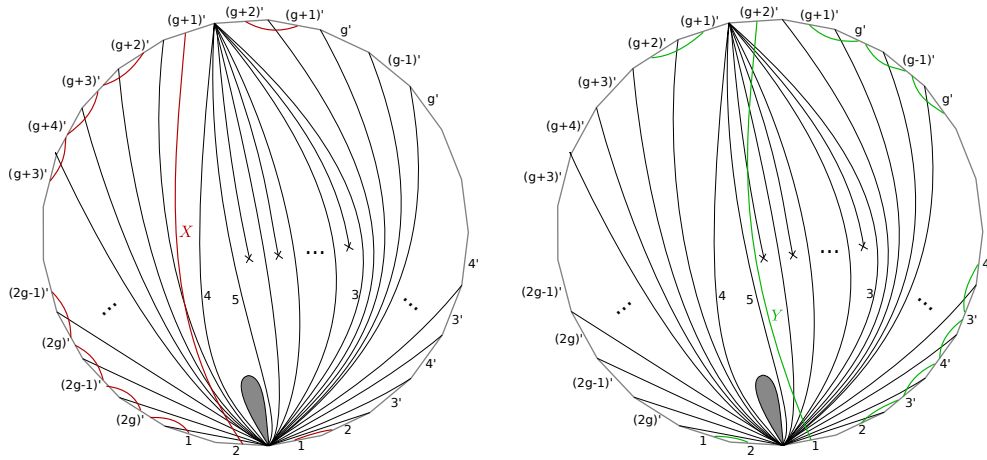 (g+2)'
(g+1)'
(g+1)'
g'
(g+2)'
(g-1)'
(g+3)'
g'
(g+4)'
(g+3)'
X
...
4'
(2g-1)'
4
5
3
...
...
3'
(2g)'
4'
(2g-1)'
3'
(2g)'
2
1
2
1
(g+2)'
(g+1)'
(g+1)'
g'
(g+2)'
(g-1)'
(g+3)'
g'
(g+4)'
(g+3)'
...
4'
(2g-1)'
4
5
3
...
...
Y
3'
(2g)'
4'
(2g-1)'
3'
(2g)'
2
1
2
1